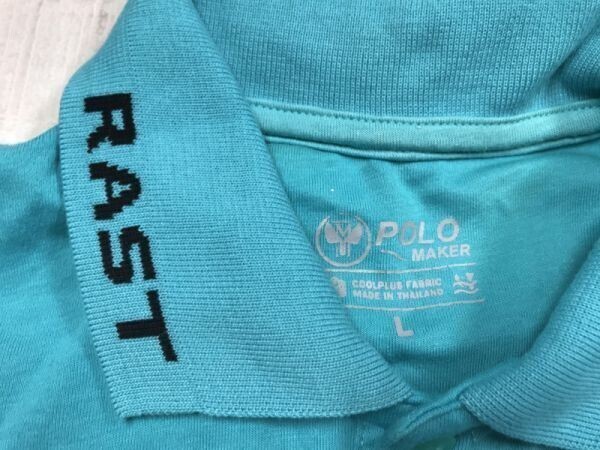 RAST
POLO
MAKER
COOLPLUS FABRIC
MADE IN THAILAND
L